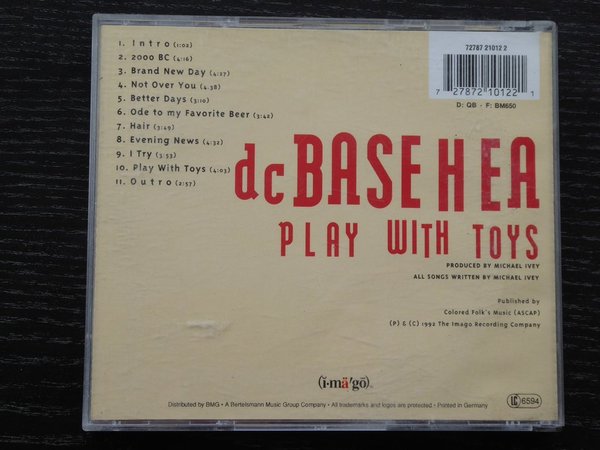 1. Intro (1:02)
2. 2000 BC (4:16)
3. Brand New Day (4:27)
4. Not Over You (4.38)
5. Better Days (3:10)
6. Ode to my Favorite Beer (3:42)
7. Hair (3:49)
8. Evening News (4:32)
9. I Try (3:53)
10. Play With Toys (4:03)
11. Outro (2:57)
72787 21012 2
7 27872 10122 1
D: QB - F: BM650
dcBASEHEA
PLAY WITH TOYS
PRODUCED BY MICHAEL IVEY
ALL SONGS WRITTEN BY MICHAEL IVEY
Published by
Colored Folk's Music (ASCAP)
(P) & (C) 1992 The Imago Recording Company
(i·mä′gō)
Distributed by BMG • A Bertelsmann Music Group Company • All trademarks and logos are protected • Printed in Germany
LC 6594